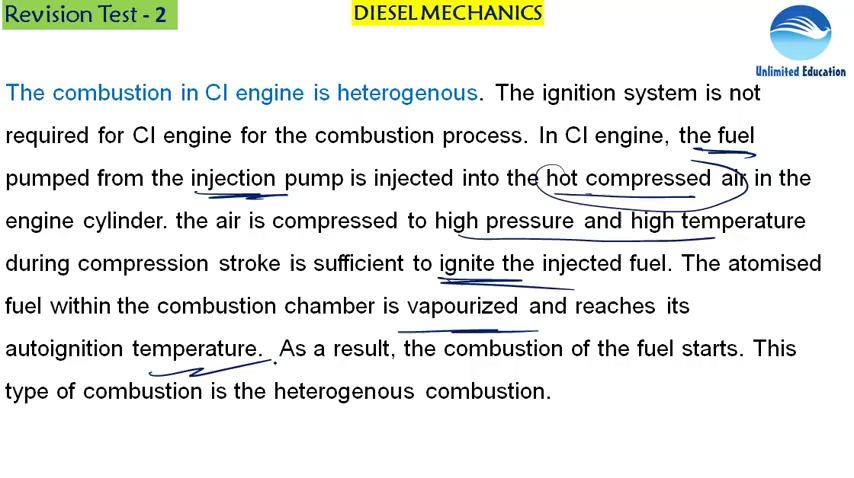 Revision Test - 2
DIESEL MECHANICS
Unlimited Education
The combustion in CI engine is heterogenous. The ignition system is not
required for CI engine for the combustion process. In CI engine, the fuel
pumped from the injection pump is injected into the hot compressed air in the
engine cylinder. the air is compressed to high pressure and high temperature
during compression stroke is sufficient to ignite the injected fuel. The atomised
fuel within the combustion chamber is vapourized and reaches its
autoignition temperature. As a result, the combustion of the fuel starts. This
type of combustion is the heterogenous combustion.